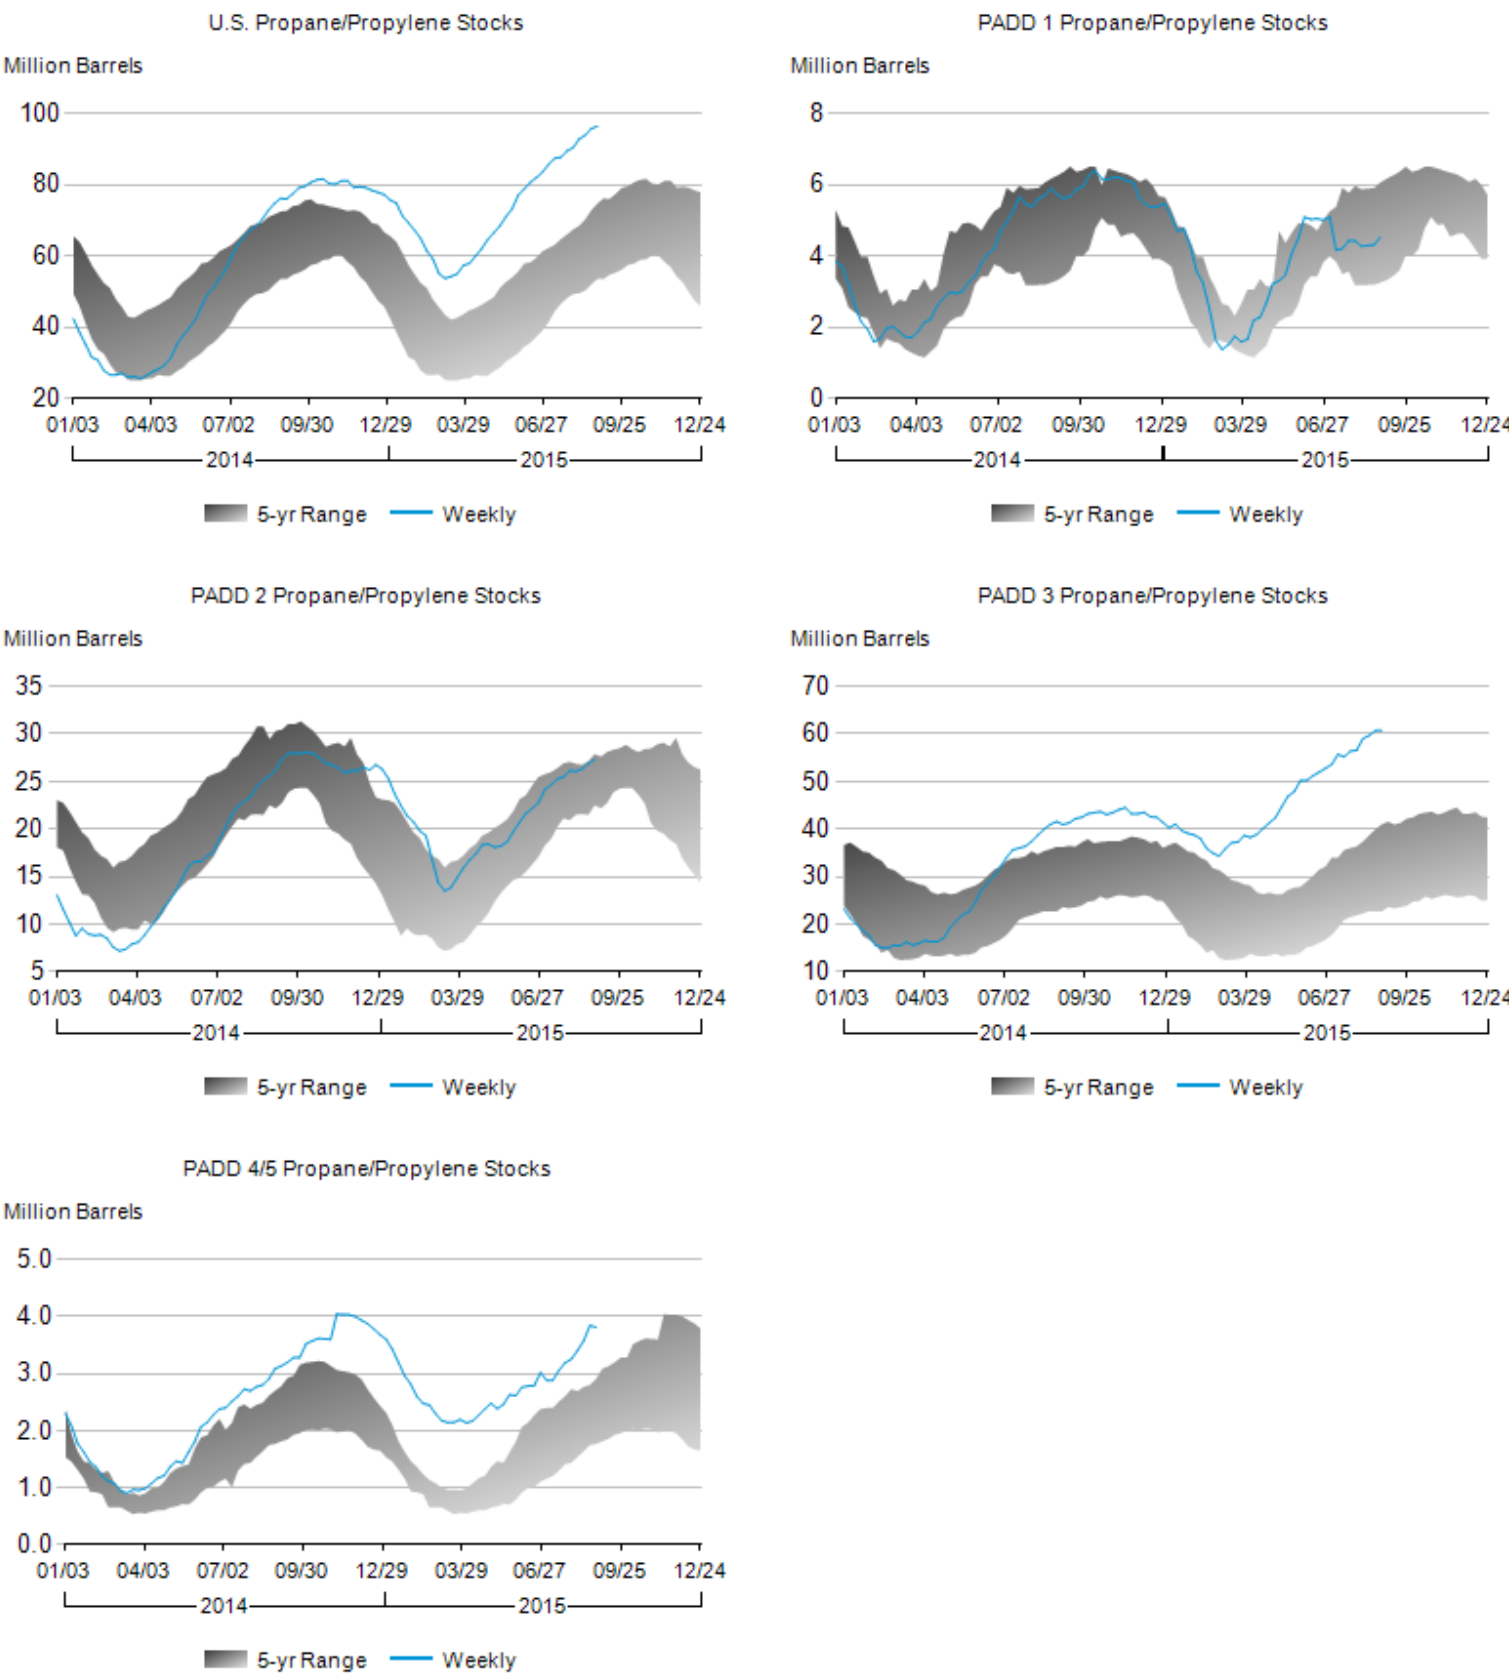 U.S. Propane/Propylene Stocks
Million Barrels
100
80
60
40
20
01/03 04/03 07/02 09/30 12/29 03/29 06/27 09/25 12/24
2014 2015
5-yr Range Weekly
PADD 1 Propane/Propylene Stocks
Million Barrels
8
6
4
2
0
01/03 04/03 07/02 09/30 12/29 03/29 06/27 09/25 12/24
2014 2015
5-yr Range Weekly
PADD 2 Propane/Propylene Stocks
Million Barrels
35
30
25
20
15
10
5
01/03 04/03 07/02 09/30 12/29 03/29 06/27 09/25 12/24
2014 2015
5-yr Range Weekly
PADD 3 Propane/Propylene Stocks
Million Barrels
70
60
50
40
30
20
10
01/03 04/03 07/02 09/30 12/29 03/29 06/27 09/25 12/24
2014 2015
5-yr Range Weekly
PADD 4/5 Propane/Propylene Stocks
Million Barrels
5.0
4.0
3.0
2.0
1.0
0.0
01/03 04/03 07/02 09/30 12/29 03/29 06/27 09/25 12/24
2014 2015
5-yr Range Weekly